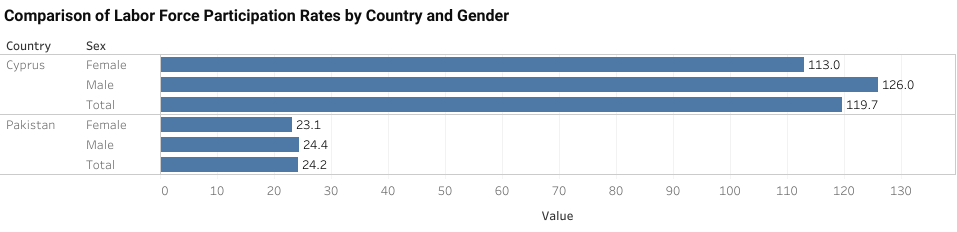 Comparison of Labor Force Participation Rates by Country and Gender
Country Sex
Cyprus Female 113.0
Male 126.0
Total 119.7
Pakistan Female 23.1
Male 24.4
Total 24.2
0 10 20 30 40 50 60 70 80 90 100 110 120 130
Value